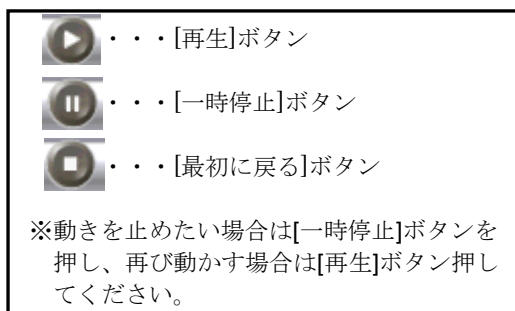 ・・・[再生]ボタン
・・・[一時停止]ボタン
・・・[最初に戻る]ボタン
※動きを止めたい場合は[一時停止]ボタンを
押し、再び動かす場合は[再生]ボタン押し
てください。